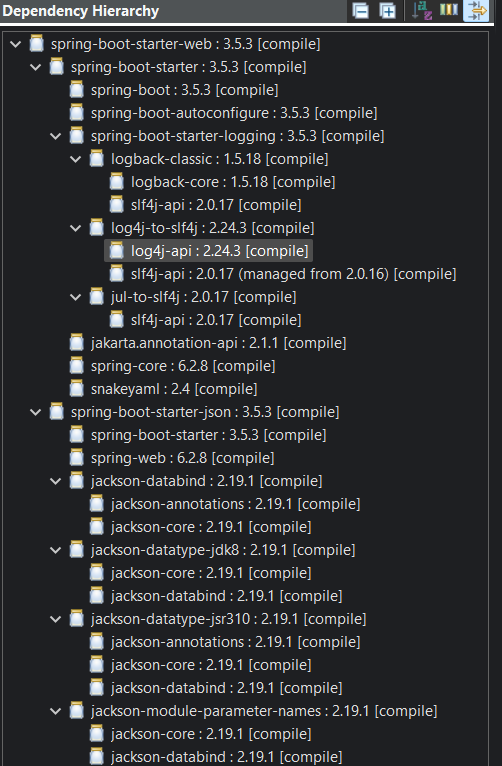 Dependency Hierarchy
spring-boot-starter-web : 3.5.3 [compile]
spring-boot-starter : 3.5.3 [compile]
spring-boot : 3.5.3 [compile]
spring-boot-autoconfigure : 3.5.3 [compile]
spring-boot-starter-logging : 3.5.3 [compile]
logback-classic : 1.5.18 [compile]
logback-core : 1.5.18 [compile]
slf4j-api : 2.0.17 [compile]
log4j-to-slf4j : 2.24.3 [compile]
log4j-api : 2.24.3 [compile]
slf4j-api : 2.0.17 (managed from 2.0.16) [compile]
jul-to-slf4j : 2.0.17 [compile]
slf4j-api : 2.0.17 [compile]
jakarta.annotation-api : 2.1.1 [compile]
spring-core : 6.2.8 [compile]
snakeyaml : 2.4 [compile]
spring-boot-starter-json : 3.5.3 [compile]
spring-boot-starter : 3.5.3 [compile]
spring-web : 6.2.8 [compile]
jackson-databind : 2.19.1 [compile]
jackson-annotations : 2.19.1 [compile]
jackson-core : 2.19.1 [compile]
jackson-datatype-jdk8 : 2.19.1 [compile]
jackson-core : 2.19.1 [compile]
jackson-databind : 2.19.1 [compile]
jackson-datatype-jsr310 : 2.19.1 [compile]
jackson-annotations : 2.19.1 [compile]
jackson-core : 2.19.1 [compile]
jackson-databind : 2.19.1 [compile]
jackson-module-parameter-names : 2.19.1 [compile]
jackson-core : 2.19.1 [compile]
jackson-databind : 2.19.1 [compile]